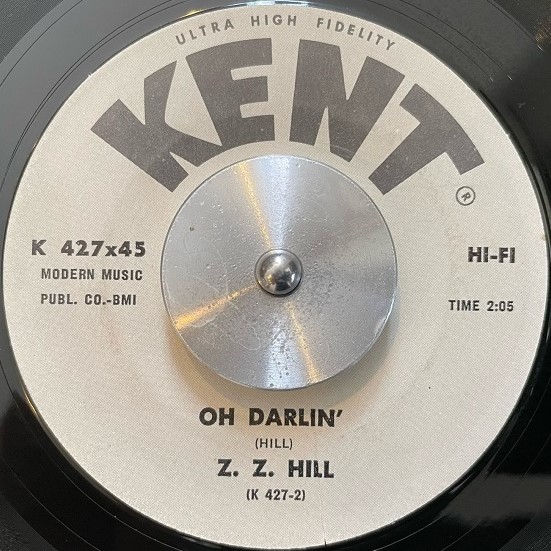 ULTRA HIGH FIDELITY
KENT
®
K 427x45
MODERN MUSIC
PUBL. CO.-BMI
HI-FI
TIME 2:05
OH DARLIN'
(HILL)
Z. Z. HILL
(K 427-2)